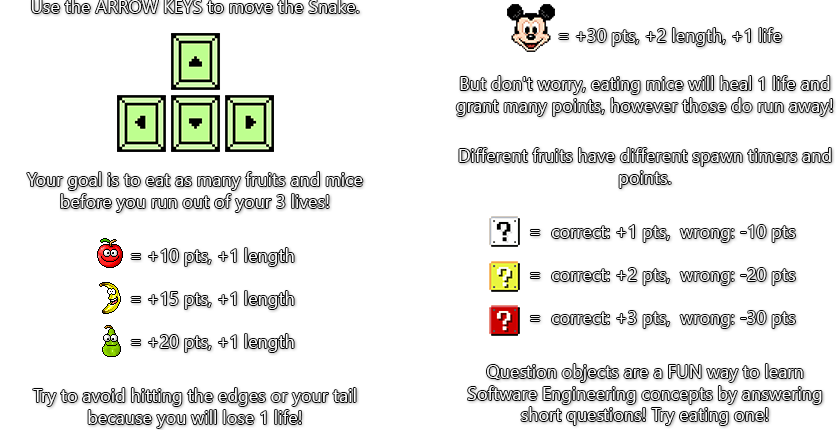 Use the ARROW KEYS to move the Snake.
Your goal is to eat as many fruits and mice
before you run out of your 3 lives!
= +10 pts, +1 length
= +15 pts, +1 length
= +20 pts, +1 length
Try to avoid hitting the edges or your tail
because you will lose 1 life!
= +30 pts, +2 length, +1 life
But don't worry, eating mice will heal 1 life and
grant many points, however those do run away!
Different fruits have different spawn timers and
points.
? = correct: +1 pts, wrong: -10 pts
? = correct: +2 pts, wrong: -20 pts
? = correct: +3 pts, wrong: -30 pts
Question objects are a FUN way to learn
Software Engineering concepts by answering
short questions! Try eating one!